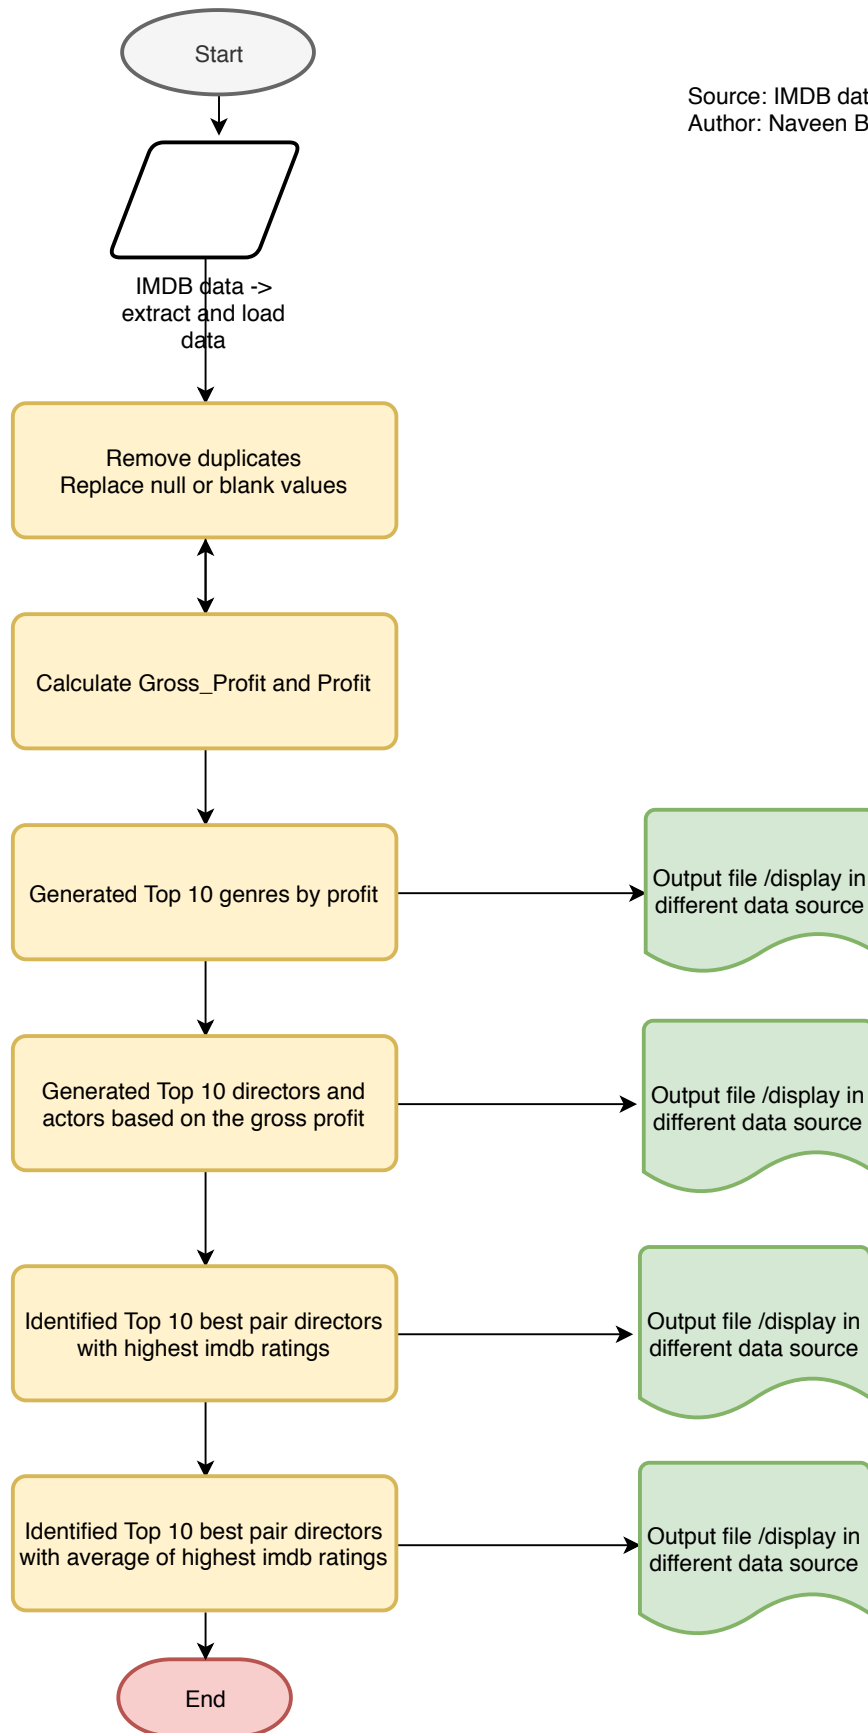 Start
Source: IMDB dat
Author: Naveen B
IMDB data ->
extract and load
data
Remove duplicates
Replace null or blank values
Calculate Gross_Profit and Profit
Generated Top 10 genres by profit
Output file /display in
different data source
Generated Top 10 directors and
actors based on the gross profit
Output file /display in
different data source
Identified Top 10 best pair directors
with highest imdb ratings
Output file /display in
different data source
Identified Top 10 best pair directors
with average of highest imdb ratings
Output file /display in
different data source
End